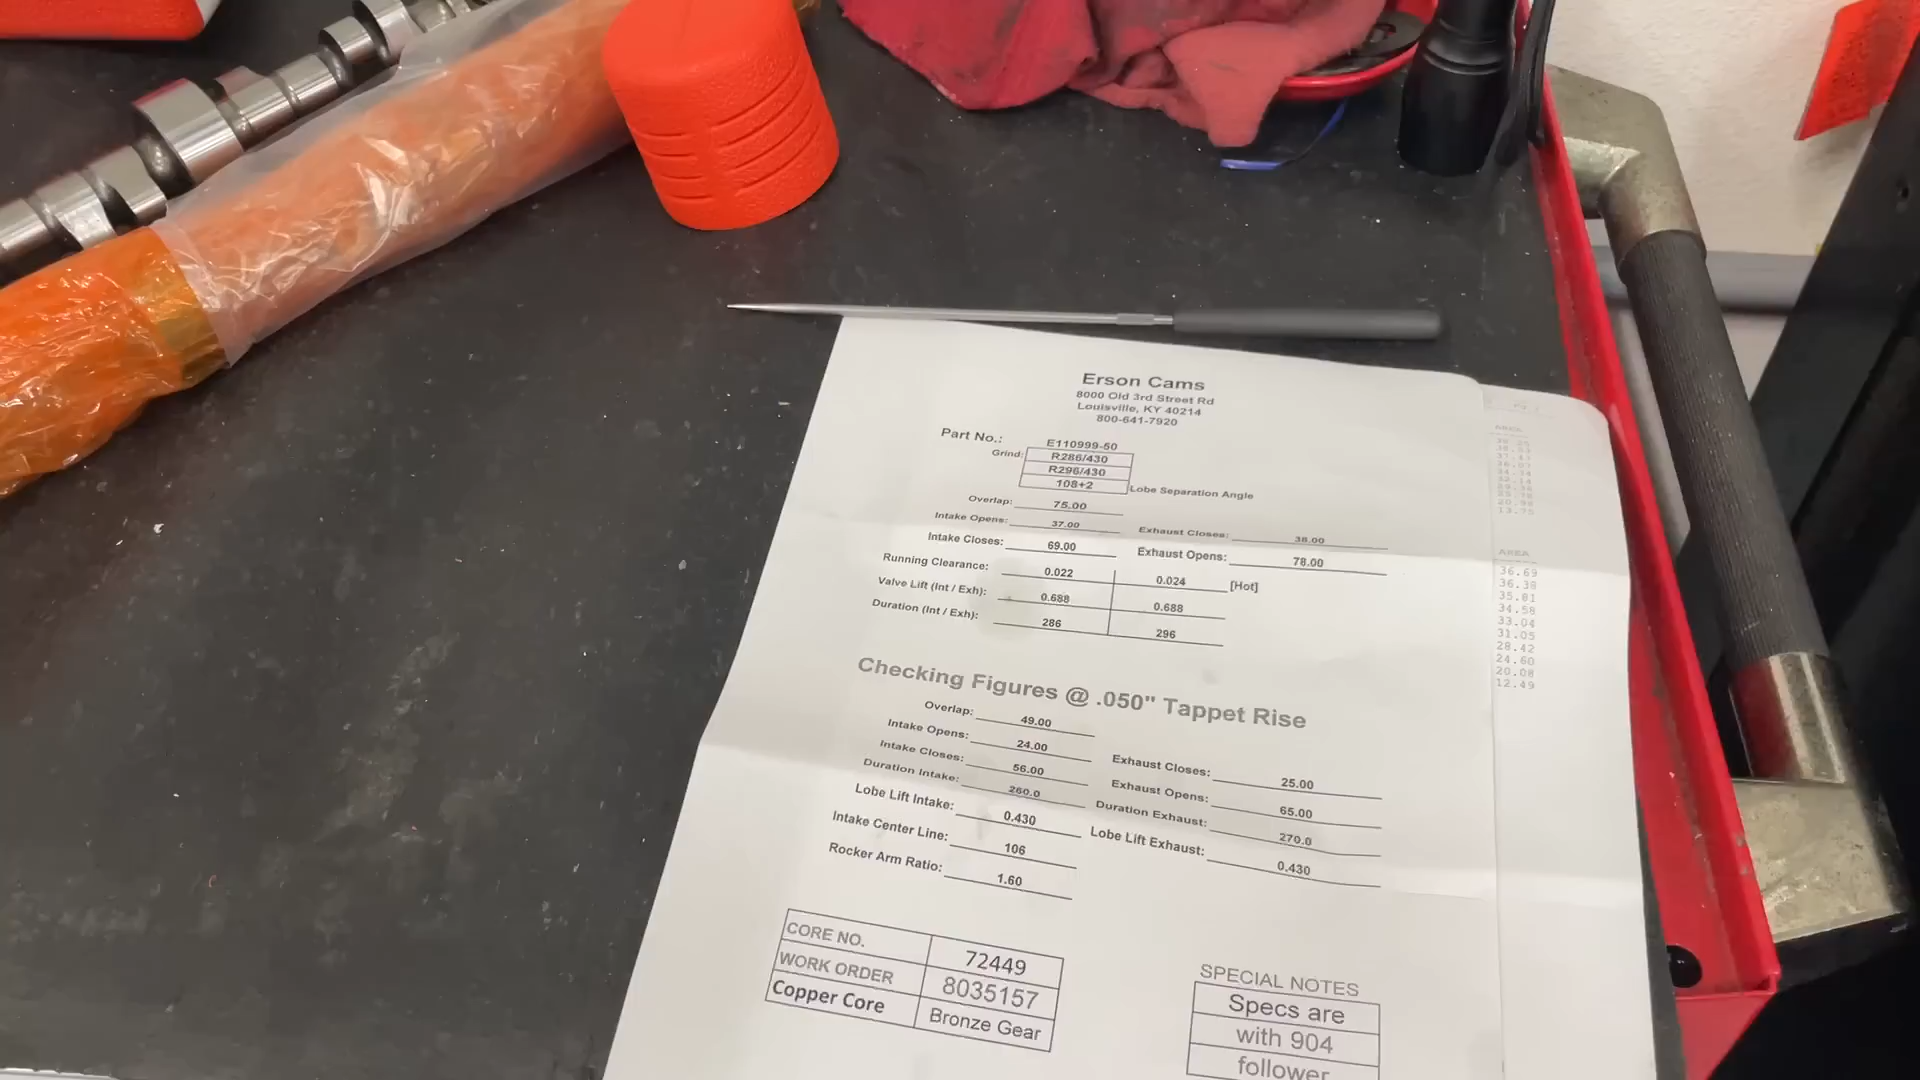 Erson Cams
8000 Old 3rd Street Rd
Louisville, KY 40214
800-641-7920
Part No.: E110999-50
Grind: R286/430
R296/430
108+2 Lobe Separation Angle
Overlap: 75.00
Intake Opens: 37.00 Exhaust Closes: 38.00
Intake Closes: 69.00 Exhaust Opens: 78.00
Running Clearance: 0.022 0.024 [Hot]
Valve Lift (Int / Exh): 0.688 0.688
Duration (Int / Exh): 286 296
Checking Figures @ .050" Tappet Rise
Overlap: 49.00
Intake Opens: 24.00 Exhaust Closes: 25.00
Intake Closes: 56.00 Exhaust Opens: 65.00
Duration Intake: 260.0 Duration Exhaust: 270.0
Lobe Lift Intake: 0.430 Lobe Lift Exhaust: 0.430
Intake Center Line: 106
Rocker Arm Ratio: 1.60
CORE NO. 72449
WORK ORDER 8035157
Copper Core Bronze Gear
SPECIAL NOTES
Specs are
with 904
follower
AREA
AREA
36.69
36.38
35.81
34.58
33.04
31.05
28.42
24.60
20.08
12.49